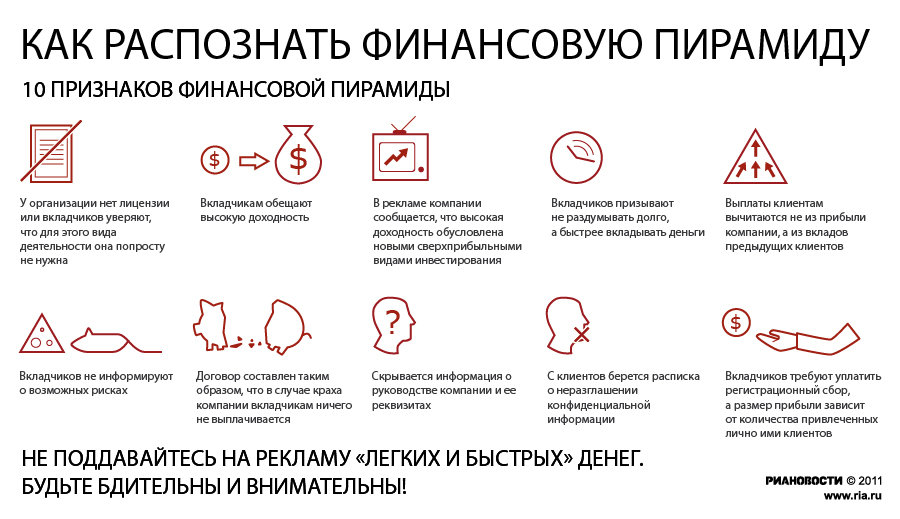 КАК РАСПОЗНАТЬ ФИНАНСОВУЮ ПИРАМИДУ
10 ПРИЗНАКОВ ФИНАНСОВОЙ ПИРАМИДЫ
$
$
У организации нет лицензии
или вкладчиков уверяют,
что для этого вида
деятельности она попросту
не нужна
Вкладчикам обещают
высокую доходность
В рекламе компании
сообщается, что высокая
доходность обусловлена
новыми сверхприбыльными
видами инвестирования
Вкладчиков призывают
не раздумывать долго,
а быстрее вкладывать деньги
Выплаты клиентам
вычитаются не из прибыли
компании, а из вкладов
предыдущих клиентов
?
$
Вкладчиков не информируют
о возможных рисках
Договор составлен таким
образом, что в случае краха
компании вкладчикам ничего
не выплачивается
Скрывается информация о
руководстве компании и ее
реквизитах
С клиентов берется расписка
о неразглашении
конфиденциальной
информации
Вкладчиков требуют уплатить
регистрационный сбор,
а размер прибыли зависит
от количества привлеченных
лично ими клиентов
НЕ ПОДДАВАЙТЕСЬ НА РЕКЛАМУ «ЛЕГКИХ И БЫСТРЫХ» ДЕНЕГ.
БУДЬТЕ БДИТЕЛЬНЫ И ВНИМАТЕЛЬНЫ!
РИАНОВОСТИ © 2011
www.ria.ru